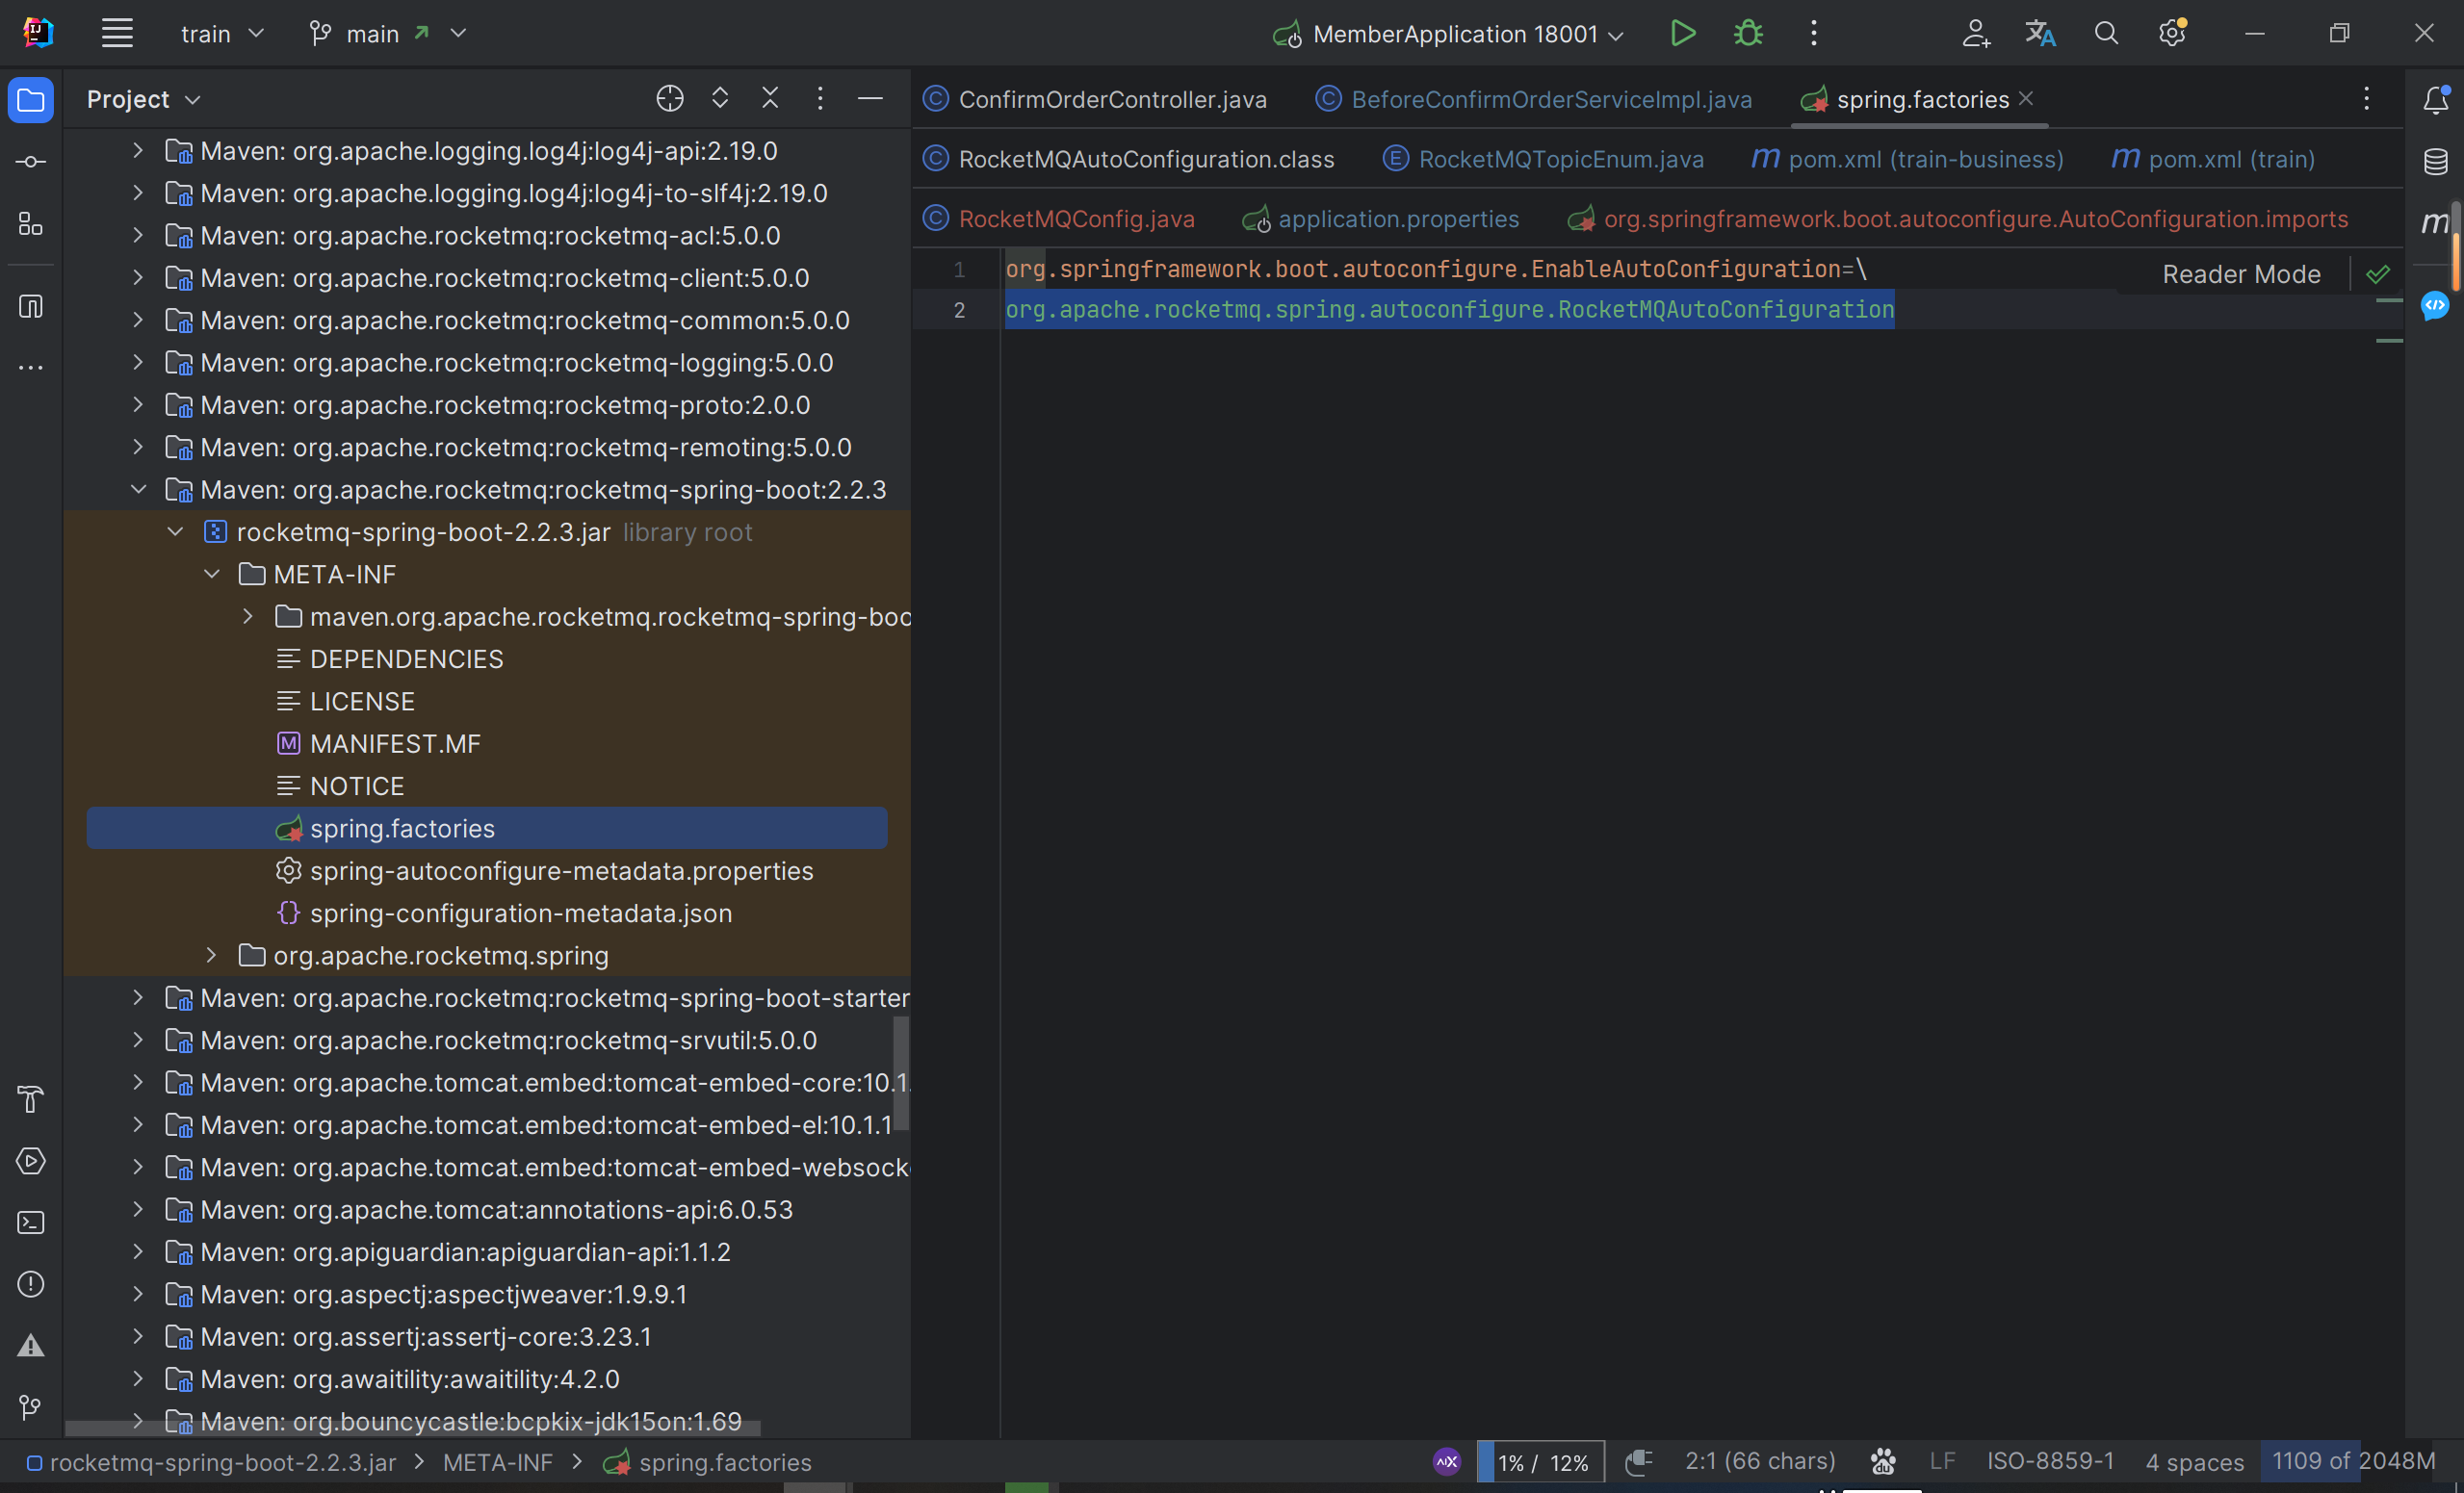 train
main
MemberApplication 18001
Project
ConfirmOrderController.java
BeforeConfirmOrderServiceImpl.java
spring.factories
RocketMQAutoConfiguration.class
RocketMQTopicEnum.java
pom.xml (train-business)
pom.xml (train)
RocketMQConfig.java
application.properties
org.springframework.boot.autoconfigure.AutoConfiguration.imports
Maven: org.apache.logging.log4j:log4j-api:2.19.0
Maven: org.apache.logging.log4j:log4j-to-slf4j:2.19.0
Maven: org.apache.rocketmq:rocketmq-acl:5.0.0
Maven: org.apache.rocketmq:rocketmq-client:5.0.0
Maven: org.apache.rocketmq:rocketmq-common:5.0.0
Maven: org.apache.rocketmq:rocketmq-logging:5.0.0
Maven: org.apache.rocketmq:rocketmq-proto:2.0.0
Maven: org.apache.rocketmq:rocketmq-remoting:5.0.0
Maven: org.apache.rocketmq:rocketmq-spring-boot:2.2.3
rocketmq-spring-boot-2.2.3.jar library root
META-INF
maven.org.apache.rocketmq.rocketmq-spring-boo
DEPENDENCIES
LICENSE
MANIFEST.MF
NOTICE
spring.factories
spring-autoconfigure-metadata.properties
spring-configuration-metadata.json
org.apache.rocketmq.spring
Maven: org.apache.rocketmq:rocketmq-spring-boot-starter
Maven: org.apache.rocketmq:rocketmq-srvutil:5.0.0
Maven: org.apache.tomcat.embed:tomcat-embed-core:10.1.
Maven: org.apache.tomcat.embed:tomcat-embed-el:10.1.1
Maven: org.apache.tomcat.embed:tomcat-embed-websock
Maven: org.apache.tomcat:annotations-api:6.0.53
Maven: org.apiguardian:apiguardian-api:1.1.2
Maven: org.aspectj:aspectjweaver:1.9.9.1
Maven: org.assertj:assertj-core:3.23.1
Maven: org.awaitility:awaitility:4.2.0
Maven: org.bouncycastle:bcpkix-jdk15on:1.69
1 org.springframework.boot.autoconfigure.EnableAutoConfiguration=\
Reader Mode
2 org.apache.rocketmq.spring.autoconfigure.RocketMQAutoConfiguration
rocketmq-spring-boot-2.2.3.jar > META-INF > spring.factories
1% / 12%
2:1 (66 chars)
LF
ISO-8859-1
4 spaces
1109 of 2048M